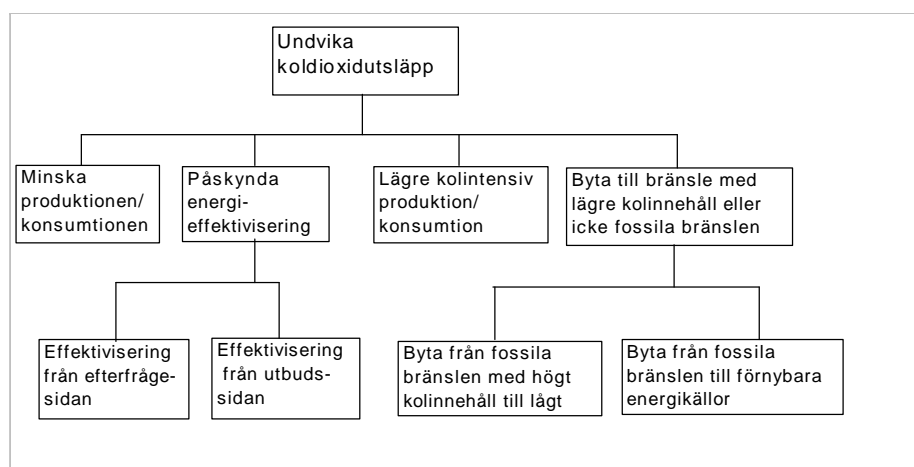 Undvika
koldioxidutsläpp
Minska
produktionen/
konsumtionen
Påskynda
energi-
effektivisering
Lägre kolintensiv
produktion/
konsumtion
Byta till bränsle med
lägre kolinnehåll eller
icke fossila bränslen
Effektivisering
från efterfråge-
sidan
Effektivisering
från utbuds-
sidan
Byta från fossila
bränslen med högt
kolinnehåll till lågt
Byta från fossila
bränslen till förnybara
energikällor